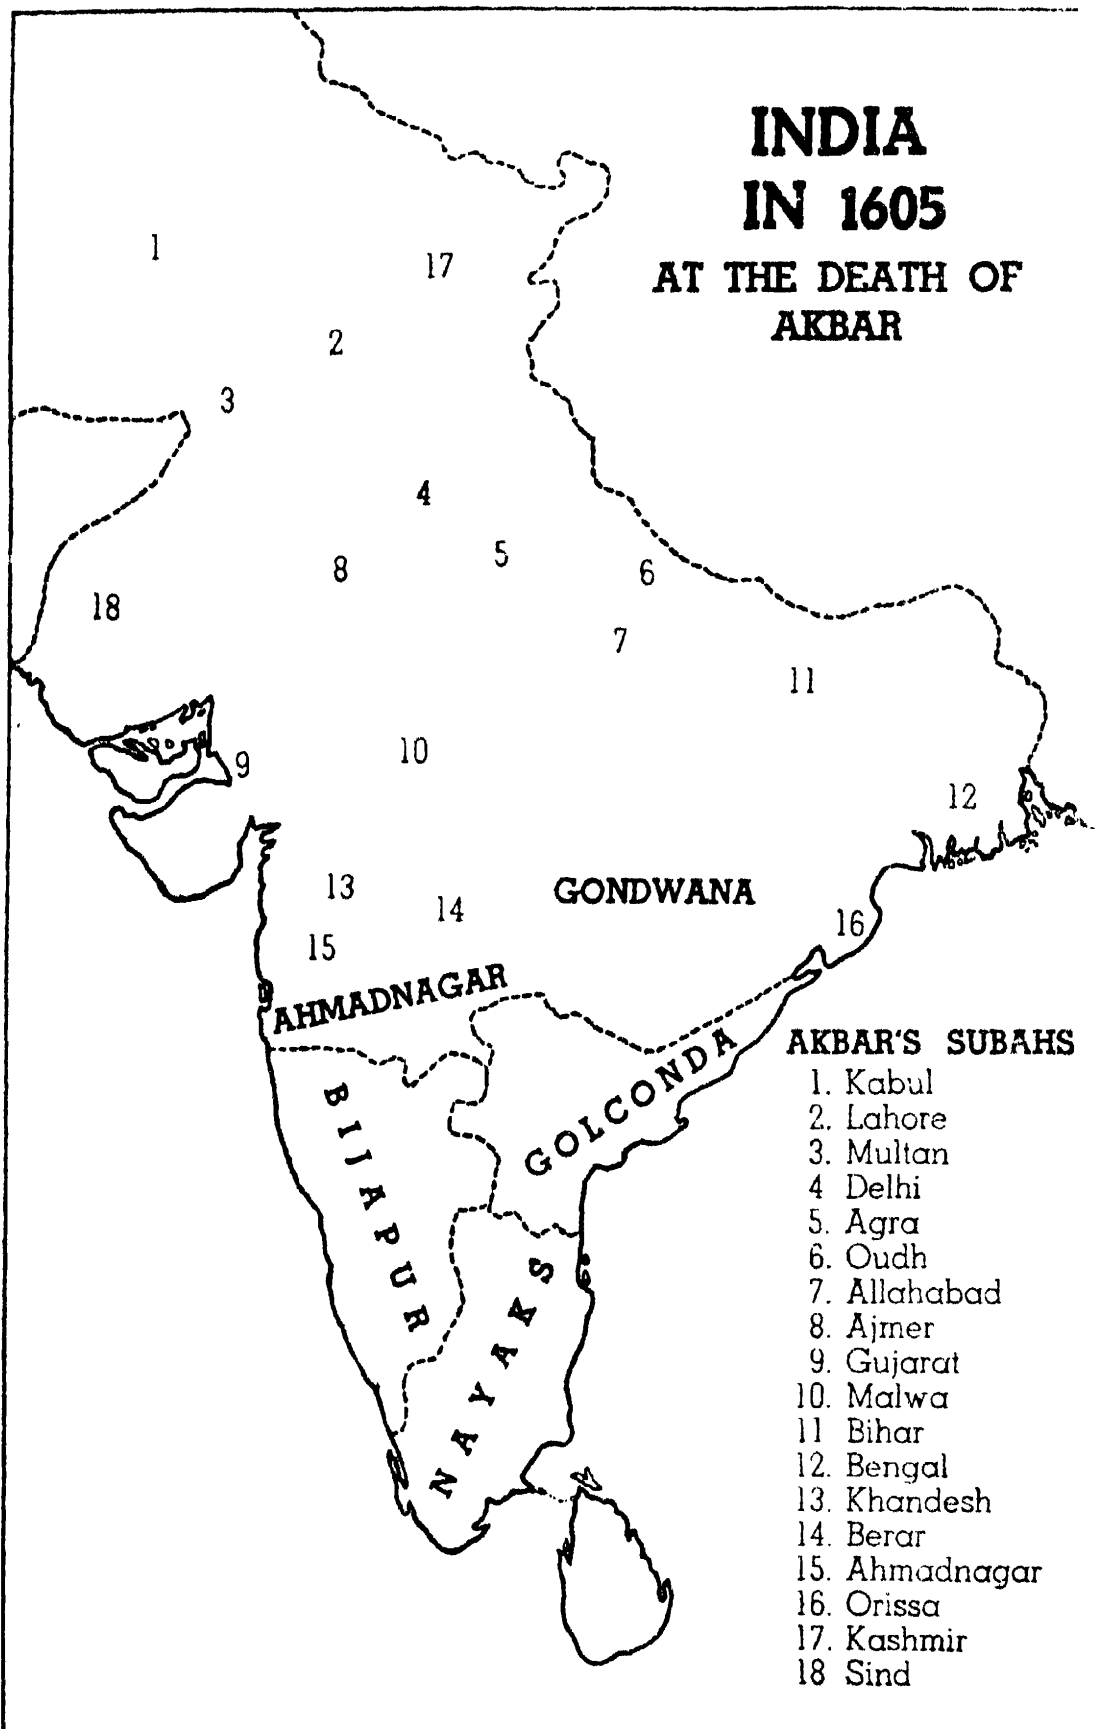 INDIA
IN 1605
AT THE DEATH OF
AKBAR
1
17
2
3
4
5
8
6
18
7
11
10
9
12
13
GONDWANA
14
16
15
AHMADNAGAR
GOLCONDA
BIJAPUR
NAYAKS
AKBAR'S SUBAHS
1. Kabul
2. Lahore
3. Multan
4 Delhi
5. Agra
6. Oudh
7. Allahabad
8. Ajmer
9. Gujarat
10. Malwa
11 Bihar
12. Bengal
13. Khandesh
14. Berar
15. Ahmadnagar
16. Orissa
17. Kashmir
18 Sind